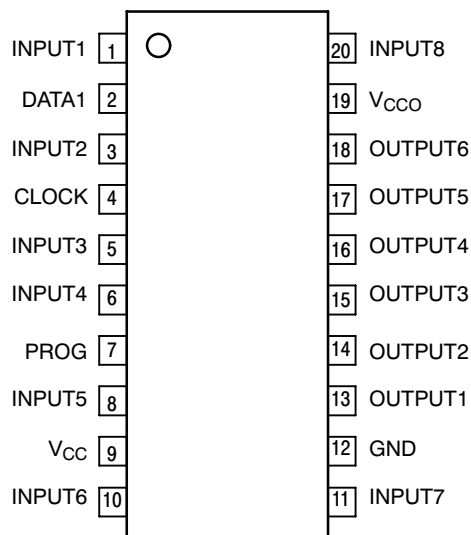 INPUT1 1 20 INPUT8
DATA1 2 19 VCCO
INPUT2 3 18 OUTPUT6
CLOCK 4 17 OUTPUT5
INPUT3 5 16 OUTPUT4
INPUT4 6 15 OUTPUT3
PROG 7 14 OUTPUT2
INPUT5 8 13 OUTPUT1
VCC 9 12 GND
INPUT6 10 11 INPUT7